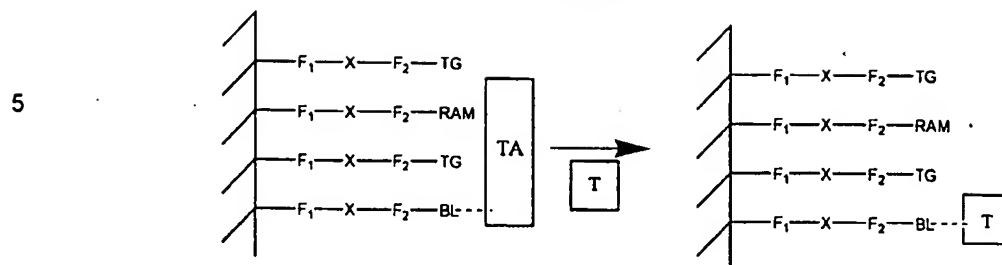 F1—X—F2—TG F1—X—F2—TG
5
F1—X—F2—RAM F1—X—F2—RAM
TA
F1—X—F2—TG T F1—X—F2—TG
F1—X—F2—BL F1—X—F2—BL T